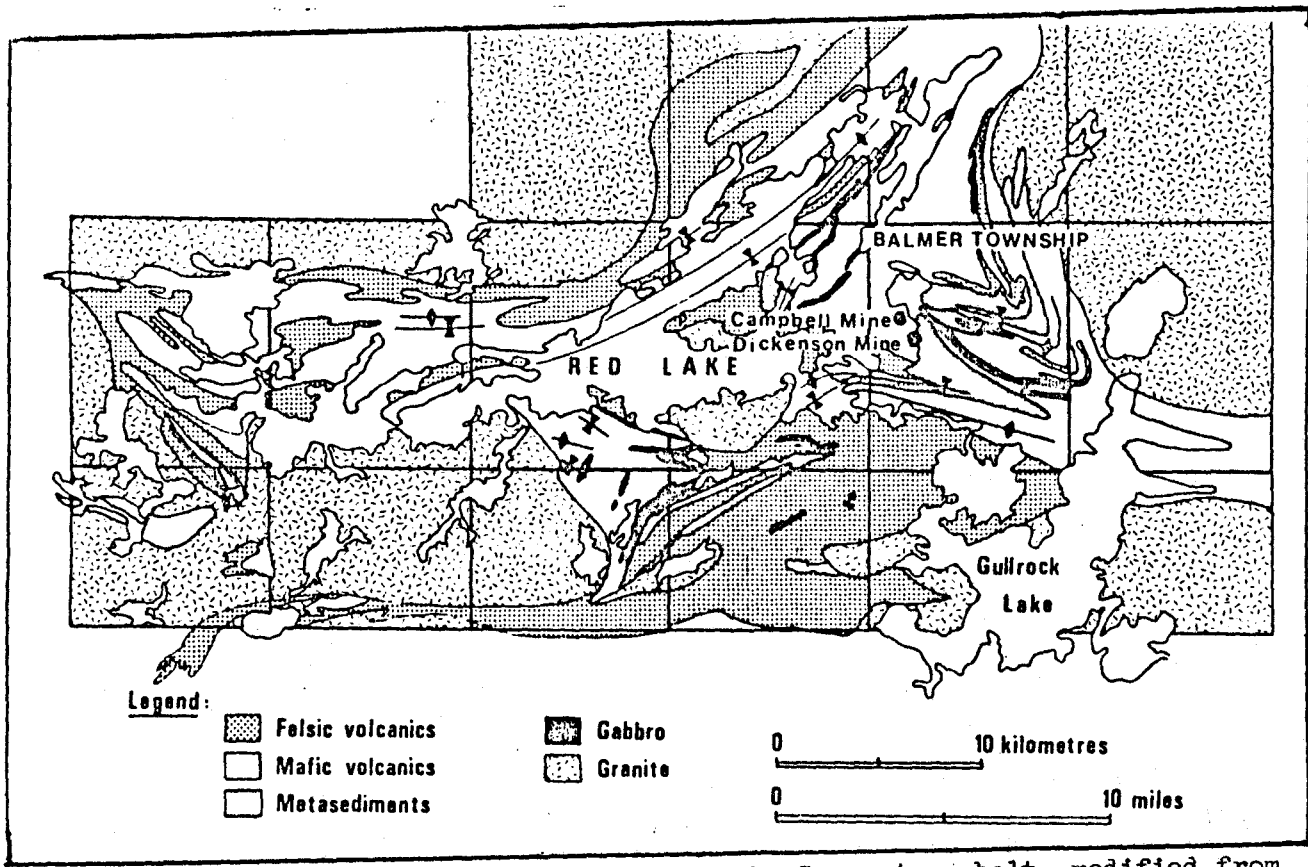 BALMER TOWNSHIP
Campbell Mine
Dickenson Mine
RED LAKE
Gullrock
Lake
Legend:
Felsic volcanics
Mafic volcanics
Metasediments
Gabbro
Granite
0 10 kilometres
0 10 miles
belt, modified from